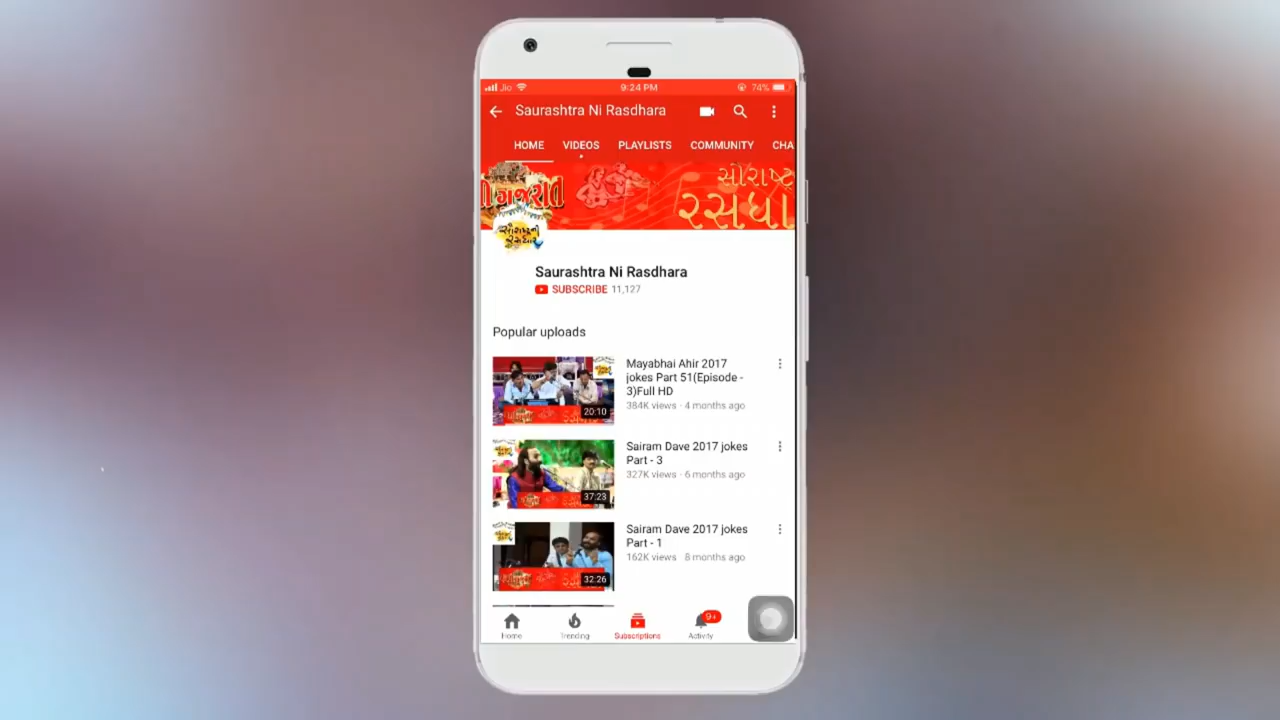 Jio
9:24 PM
74%
Saurashtra Ni Rasdhara
HOME VIDEOS PLAYLISTS COMMUNITY CHA
ગુજરાત
સૌરાષ્ટ્ર
રસધા
Saurashtra Ni Rasdhara
SUBSCRIBE 11,127
Popular uploads
Mayabhai Ahir 2017
jokes Part 51(Episode -
3)Full HD
384K views · 4 months ago
20:10
Sairam Dave 2017 jokes
Part - 3
327K views · 6 months ago
37:23
Sairam Dave 2017 jokes
Part - 1
162K views · 8 months ago
32:26
9+
Home Trending Subscriptions Activity